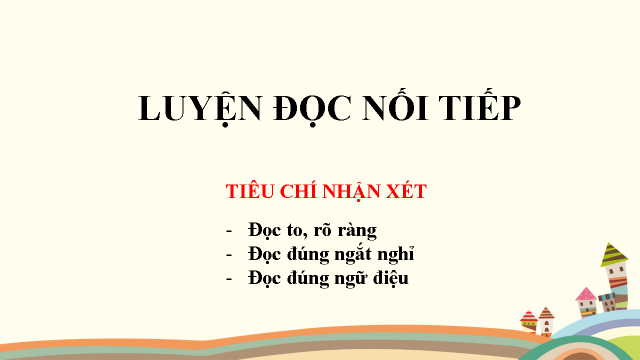 LUYỆN ĐỌC NỐI TIẾP
TIÊU CHÍ NHẬN XÉT
- Đọc to, rõ ràng
- Đọc đúng ngắt nghỉ
- Đọc đúng ngữ điệu